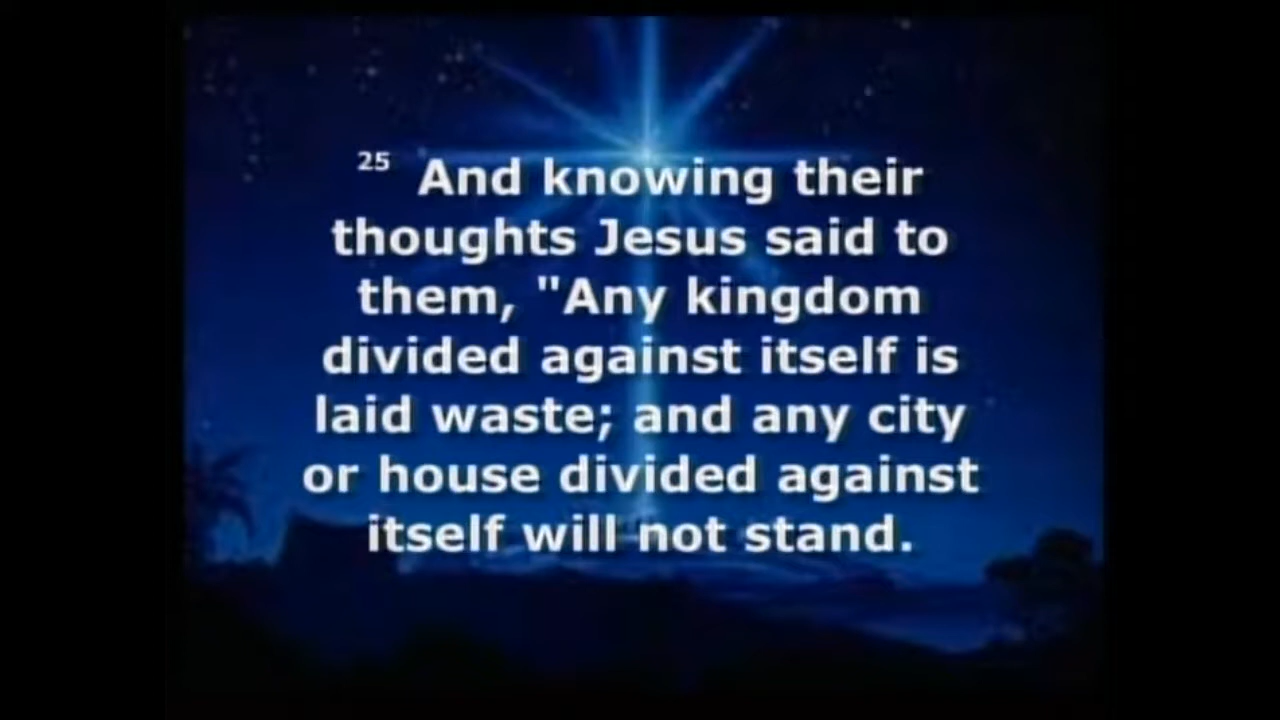 25 And knowing their
thoughts Jesus said to
them, "Any kingdom
divided against itself is
laid waste; and any city
or house divided against
itself will not stand.